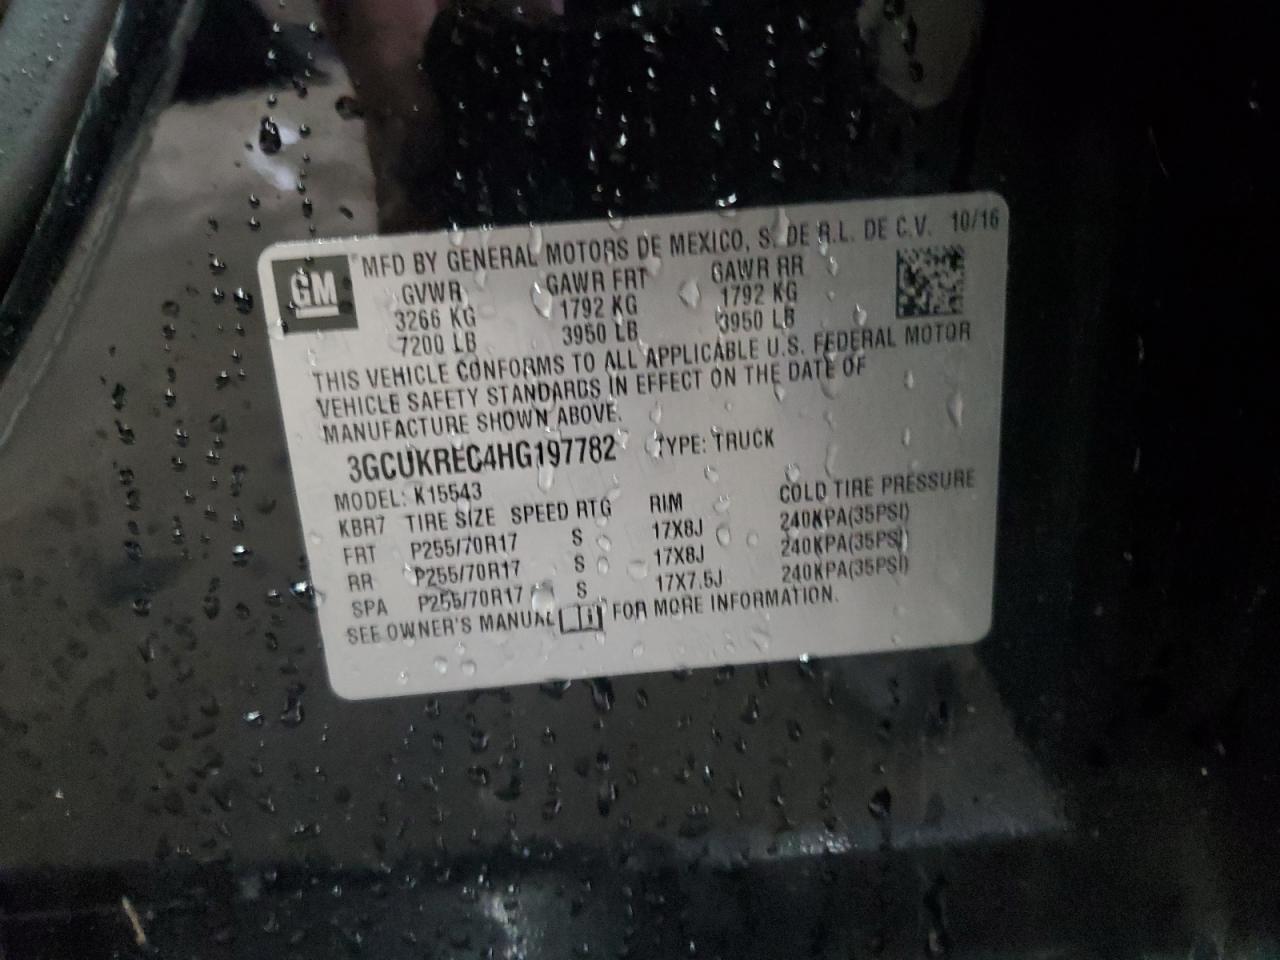 GM
® MFD BY GENERAL MOTORS DE MEXICO, S. DE R.L. DE C.V. 10/16
GVWR GAWR FRT GAWR RR
3266 KG 1792 KG 1792 KG
7200 LB 3950 LB 3950 LB
THIS VEHICLE CONFORMS TO ALL APPLICABLE U.S. FEDERAL MOTOR
VEHICLE SAFETY STANDARDS IN EFFECT ON THE DATE OF
MANUFACTURE SHOWN ABOVE.
3GCUKREC4HG197782 TYPE: TRUCK
MODEL: K15543
KBR7 TIRE SIZE SPEED RTG RIM COLD TIRE PRESSURE
FRT P255/70R17 S 17X8J 240KPA(35PSI)
RR P255/70R17 S 17X8J 240KPA(35PSI)
SPA P255/70R17 S 17X7.5J 240KPA(35PSI)
SEE OWNER'S MANUAL FOR MORE INFORMATION.